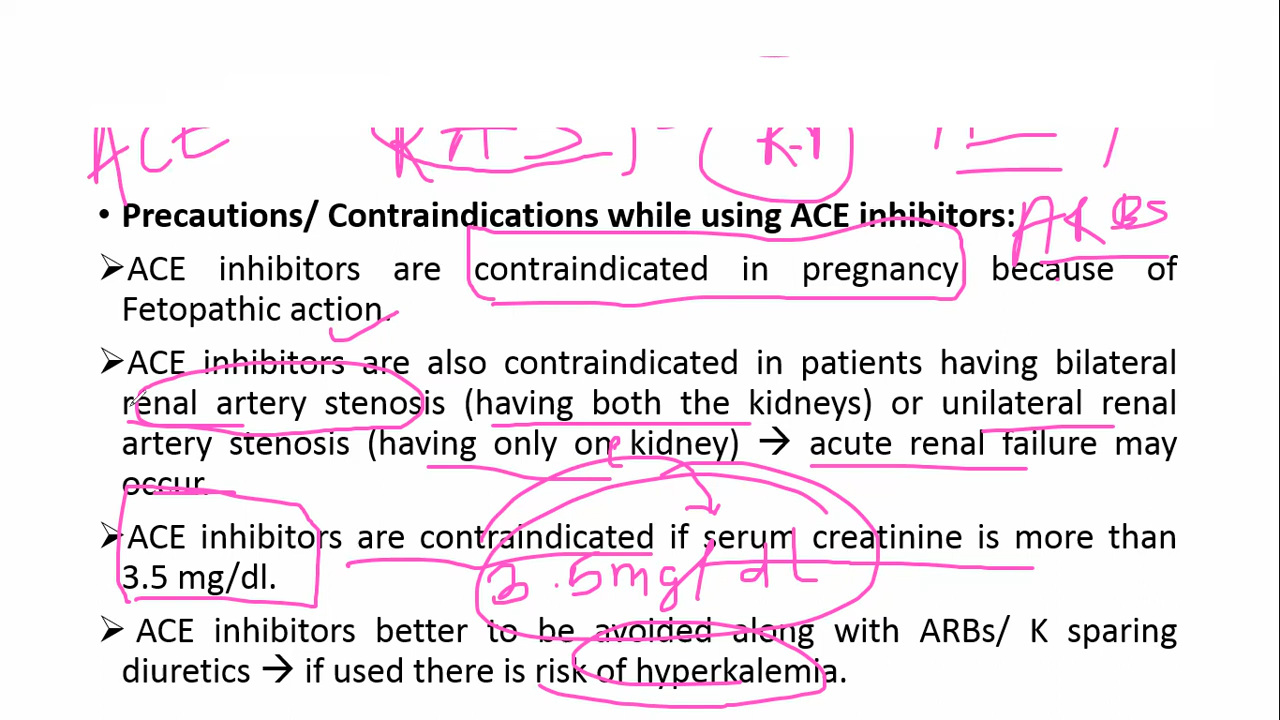 ACE
• Precautions/ Contraindications while using ACE inhibitors:
ARBS
➢ACE inhibitors are contraindicated in pregnancy because of
Fetopathic action.
➢ACE inhibitors are also contraindicated in patients having bilateral
renal artery stenosis (having both the kidneys) or unilateral renal
artery stenosis (having only one kidney) → acute renal failure may
occur.
➢ACE inhibitors are contraindicated if serum creatinine is more than
3.5 mg/dl.
3.5mg/dL
➢ ACE inhibitors better to be avoided along with ARBs/ K sparing
diuretics → if used there is risk of hyperkalemia.